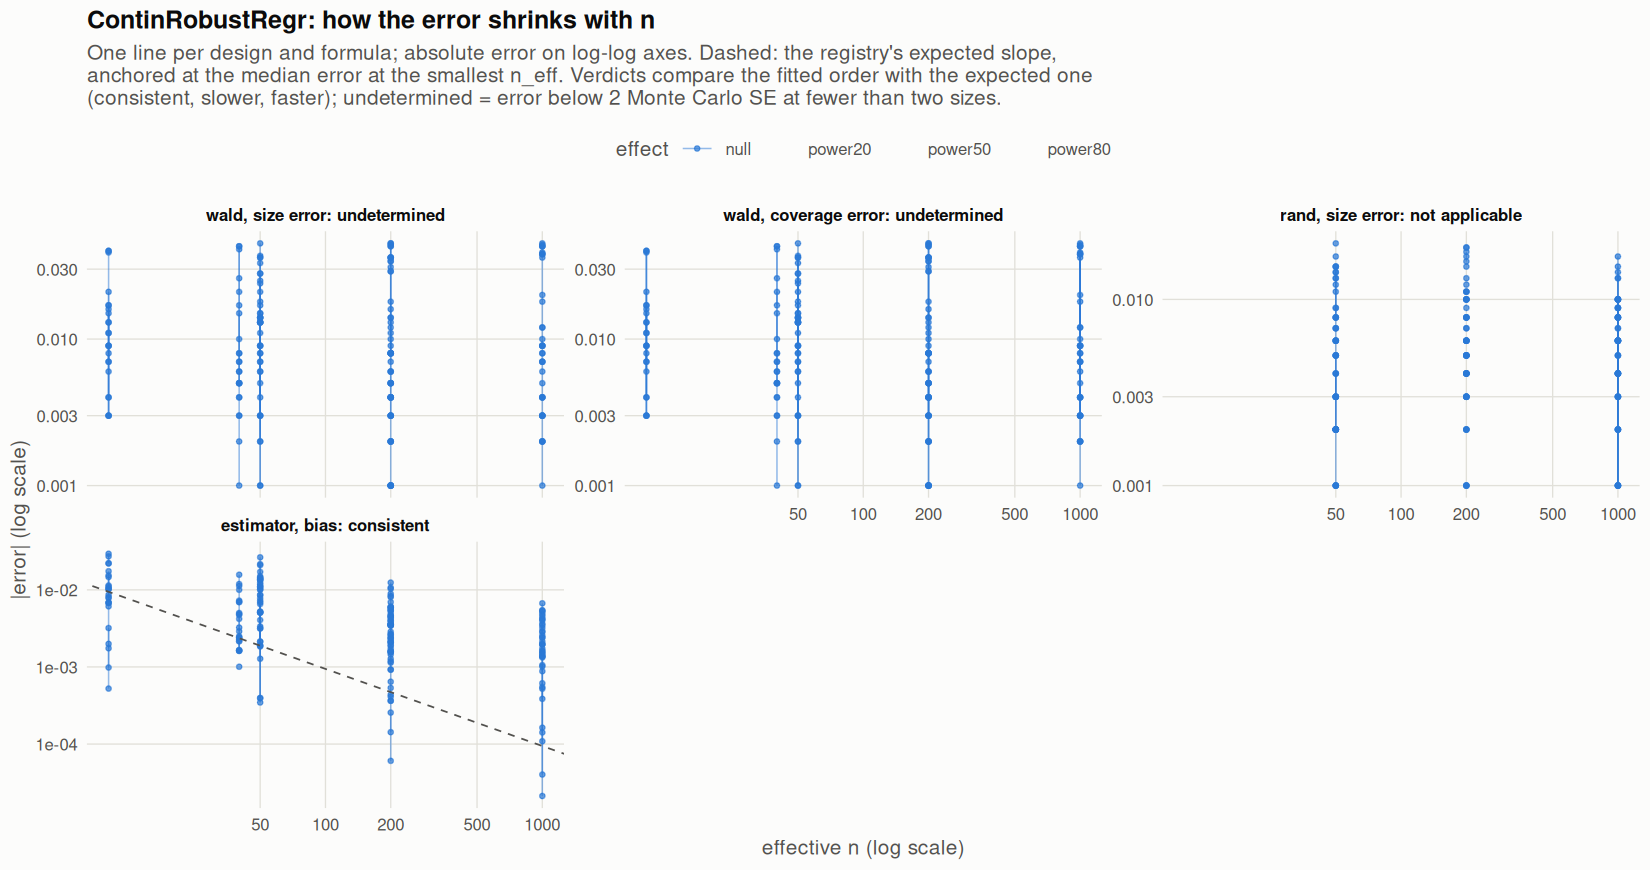 ContinRobustRegr: how the error shrinks with n
One line per design and formula; absolute error on log-log axes. Dashed: the registry's expected slope,
anchored at the median error at the smallest n_eff. Verdicts compare the fitted order with the expected one
(consistent, slower, faster); undetermined = error below 2 Monte Carlo SE at fewer than two sizes.
effect null power20 power50 power80
wald, size error: undetermined
0.030
0.010
0.003
0.001
wald, coverage error: undetermined
0.030
0.010
0.003
0.001
50 100 200 500 1000
rand, size error: not applicable
0.010
0.003
0.001
50 100 200 500 1000
estimator, bias: consistent
1e-02
1e-03
1e-04
50 100 200 500 1000
|error| (log scale)
effective n (log scale)